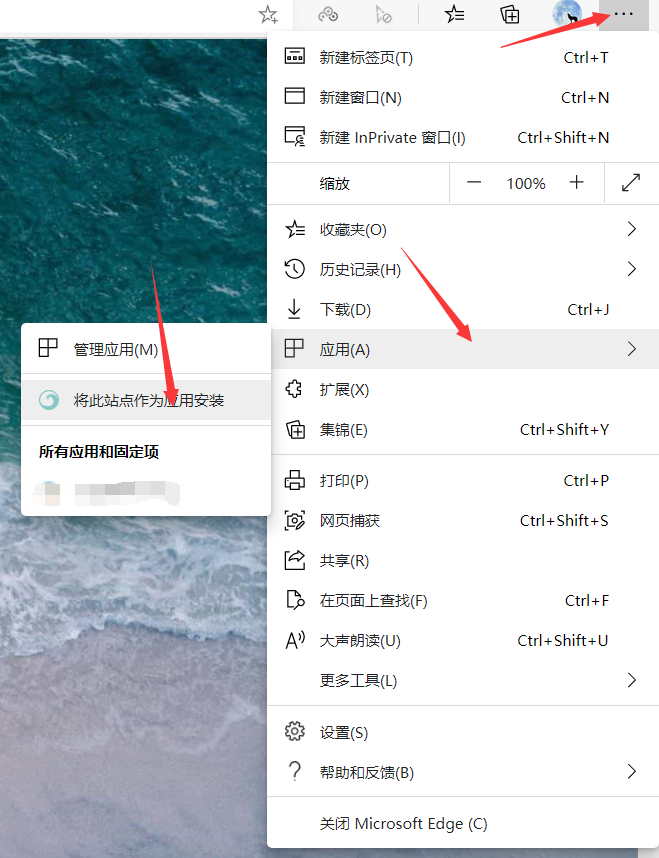 新建标签页(T) Ctrl+T
新建窗口(N) Ctrl+N
新建 InPrivate 窗口(I) Ctrl+Shift+N
缩放 — 100% +
收藏夹(O)
历史记录(H)
下载(D) Ctrl+J
应用(A)
扩展(X)
集锦(E) Ctrl+Shift+Y
打印(P) Ctrl+P
网页捕获 Ctrl+Shift+S
共享(R)
在页面上查找(F) Ctrl+F
大声朗读(U) Ctrl+Shift+U
更多工具(L)
设置(S)
帮助和反馈(B)
关闭 Microsoft Edge (C)
管理应用(M)
将此站点作为应用安装
所有应用和固定项